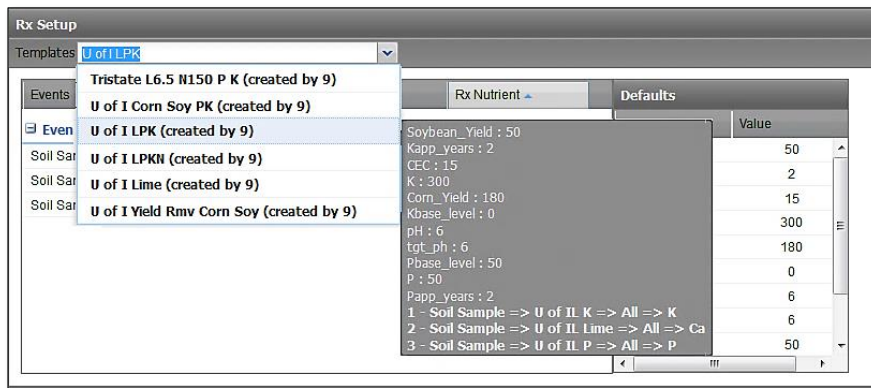 Rx Setup
Templates U of I LPK
Tristate L6.5 N150 P K (created by 9)
U of I Corn Soy PK (created by 9)
U of I LPK (created by 9)
U of I LPKN (created by 9)
U of I Lime (created by 9)
U of I Yield Rmv Corn Soy (created by 9)
Events
Rx Nutrient
Even
Soil Sar
Soil Sar
Soil Sar
Soybean_Yield : 50
Kapp_years : 2
CEC : 15
K : 300
Corn_Yield : 180
Kbase_level : 0
pH : 6
tgt_ph : 6
Pbase_level : 50
P : 50
Papp_years : 2
1 - Soil Sample => U of IL K => All => K
2 - Soil Sample => U of IL Lime => All => Ca
3 - Soil Sample => U of IL P => All => P
Defaults
Value
50
2
15
300
180
0
6
6
50